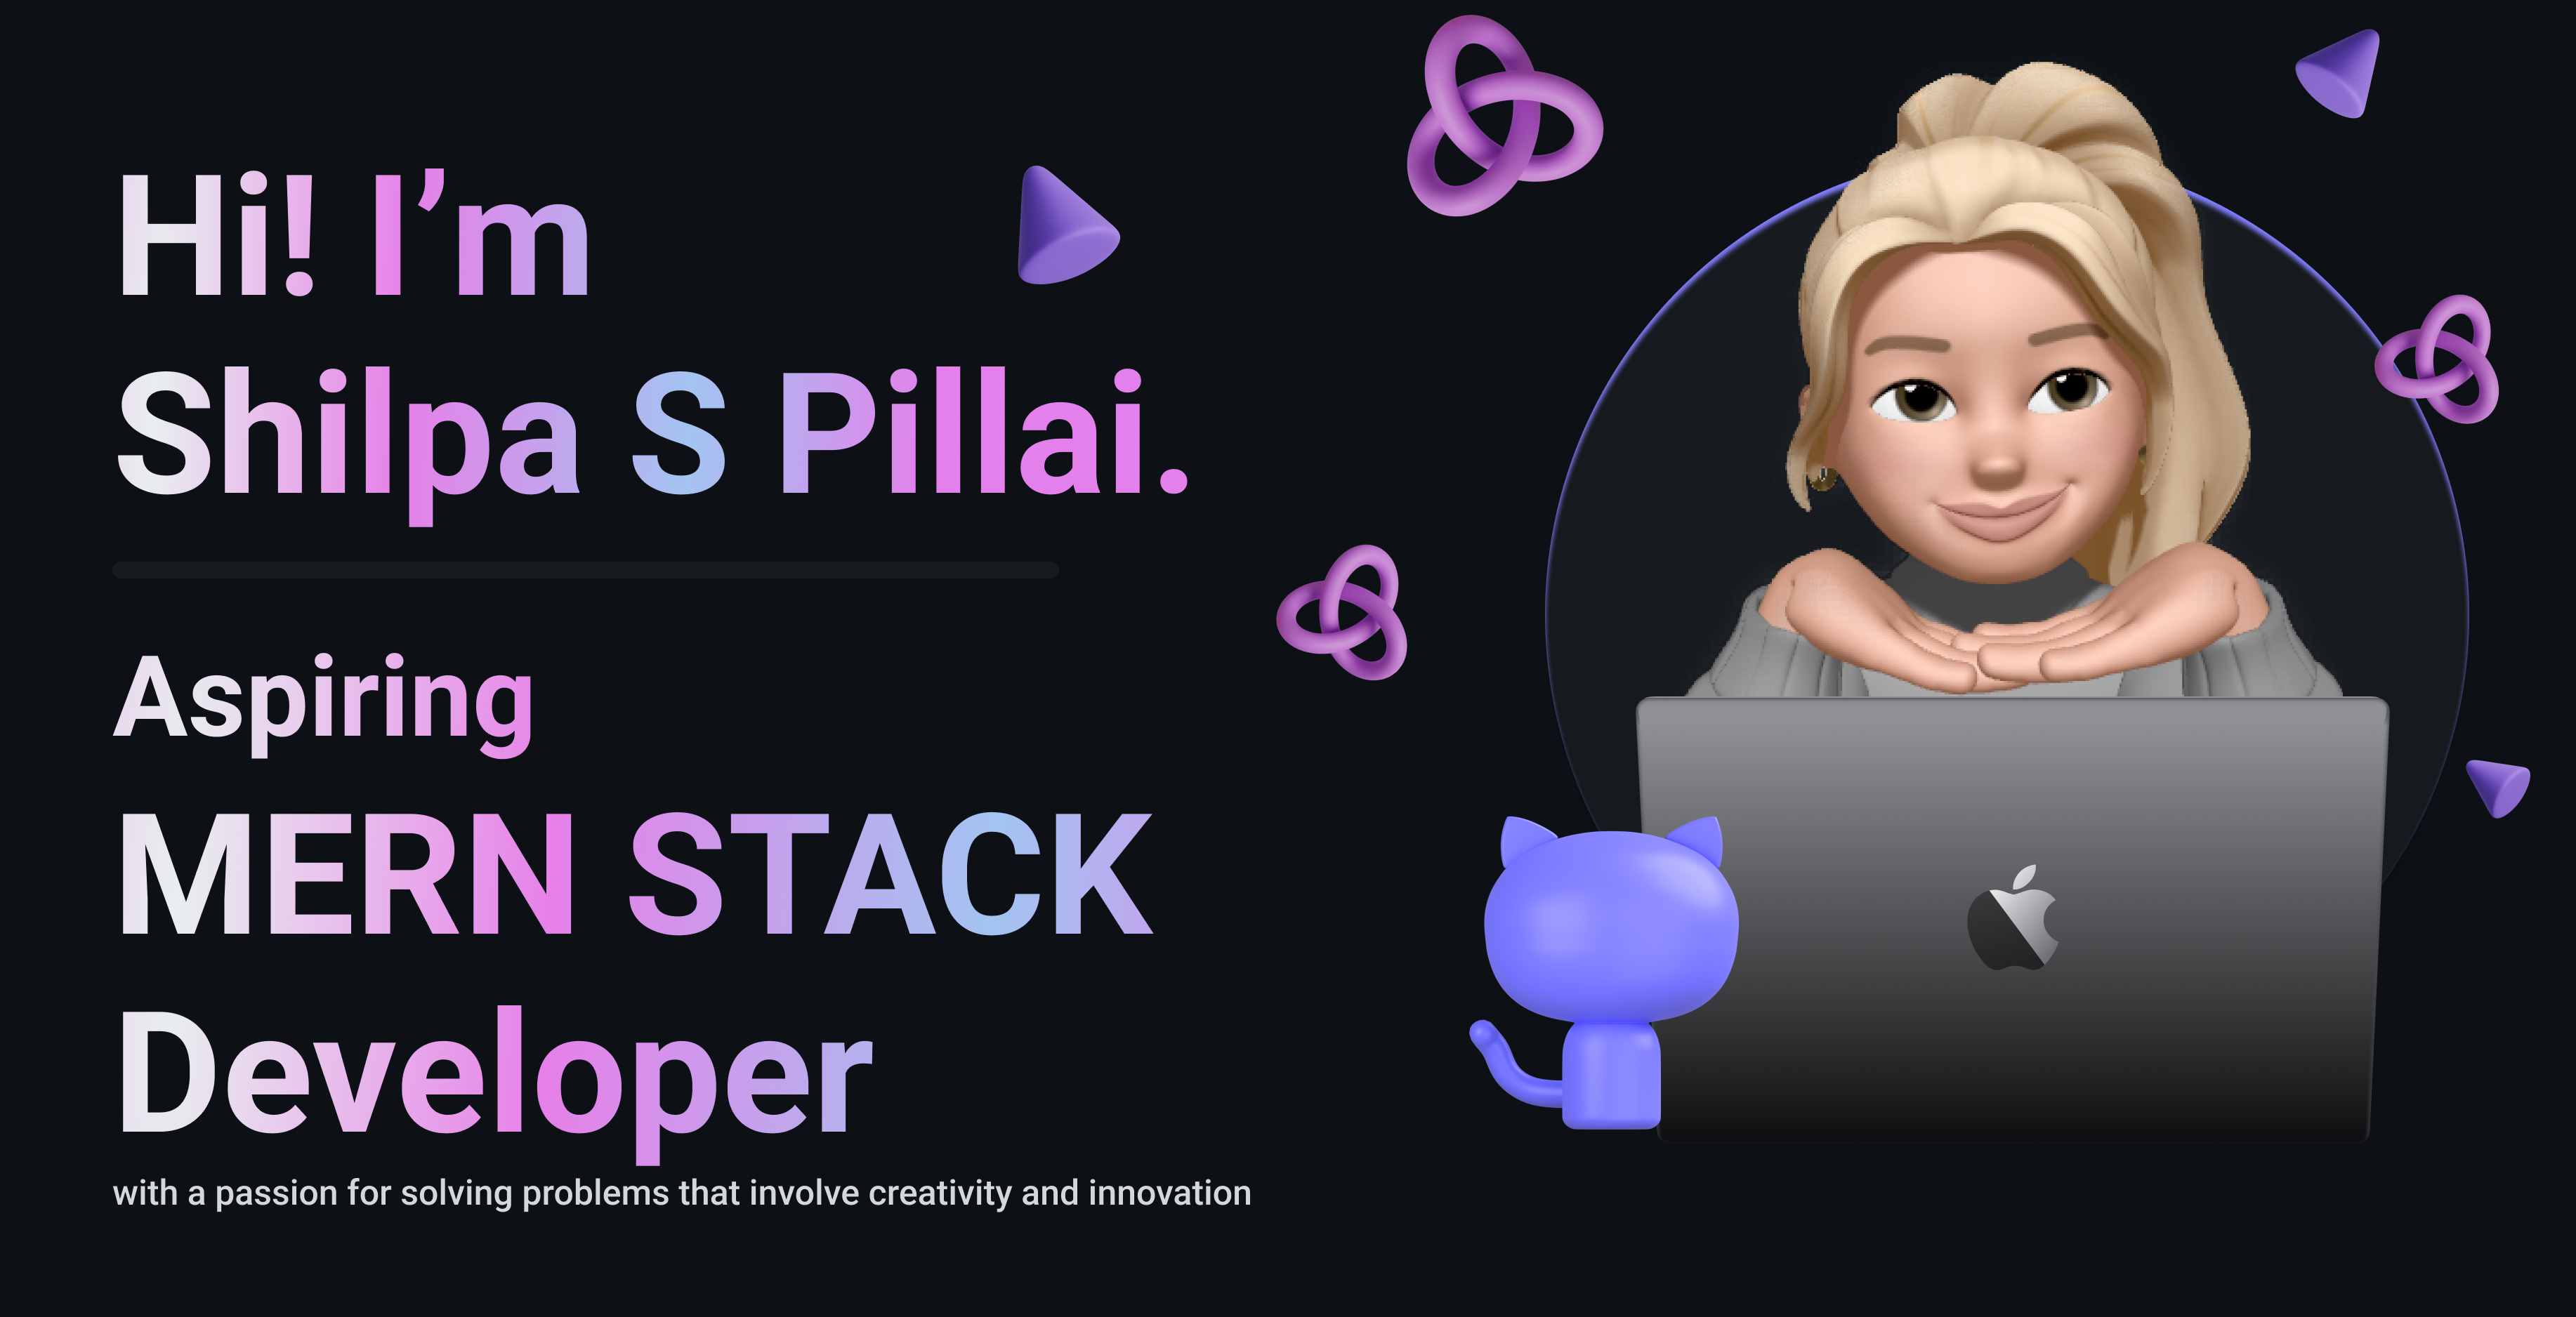 Hi! I’m
Shilpa S Pillai.
Aspiring
MERN STACK
Developer
with a passion for solving problems that involve creativity and innovation